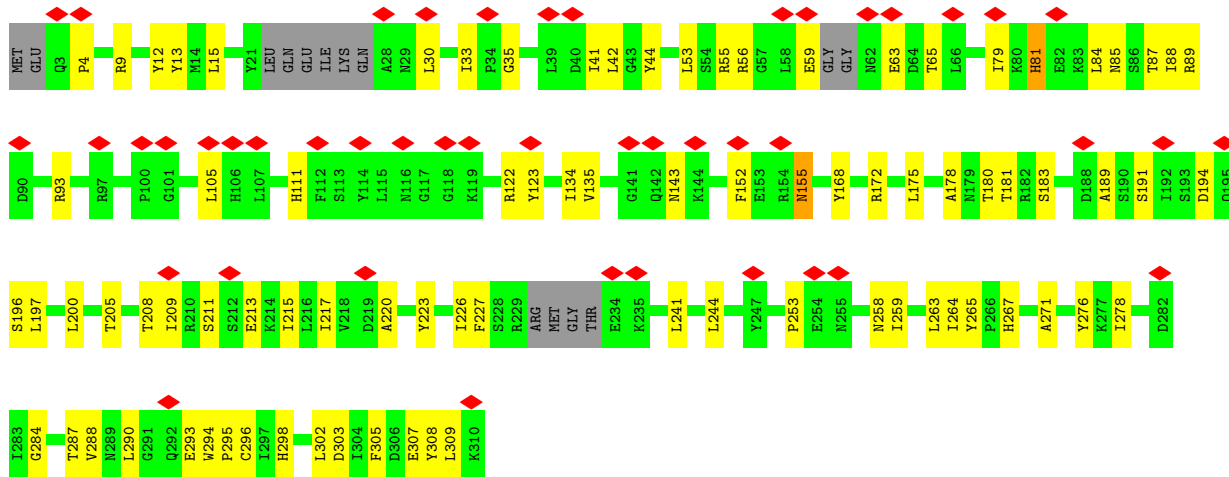 MET GLU Q3 P4 R9 Y12 Y13 M14 L15 Y21 LEU GLN GLU ILE LYS GLN A28 N29 L30 I33 P34 G35 L39 D40 I41 L42 G43 Y44 L53 S54 R55 R56 G57 L58 E59 GLY GLY N62 E63 D64 T65 L66 I79 K80 H81 E82 K83 L84 N85 S86 T87 I88 R89
D90 R93 R97 P100 G101 L105 H106 L107 H111 F112 S113 Y114 L115 N116 G117 G118 K119 R122 Y123 I134 V135 G141 Q142 N143 K144 F152 E153 R154 N155 Y168 R172 L175 A178 N179 T180 T181 R182 S183 D188 A189 S190 S191 I192 S193 D194 Q195
S196 L197 L200 T205 T208 I209 R210 S211 S212 E213 K214 I215 L216 I217 V218 D219 A220 Y223 I226 F227 S228 R229 ARG MET GLY THR E234 K235 L241 L244 Y247 P253 E254 N255 N258 I259 L263 I264 Y265 P266 H267 A271 Y276 K277 I278 D282
I283 G284 T287 V288 N289 L290 G291 Q292 E293 W294 P295 C296 I297 H298 L302 D303 I304 F305 D306 E307 Y308 L309 K310